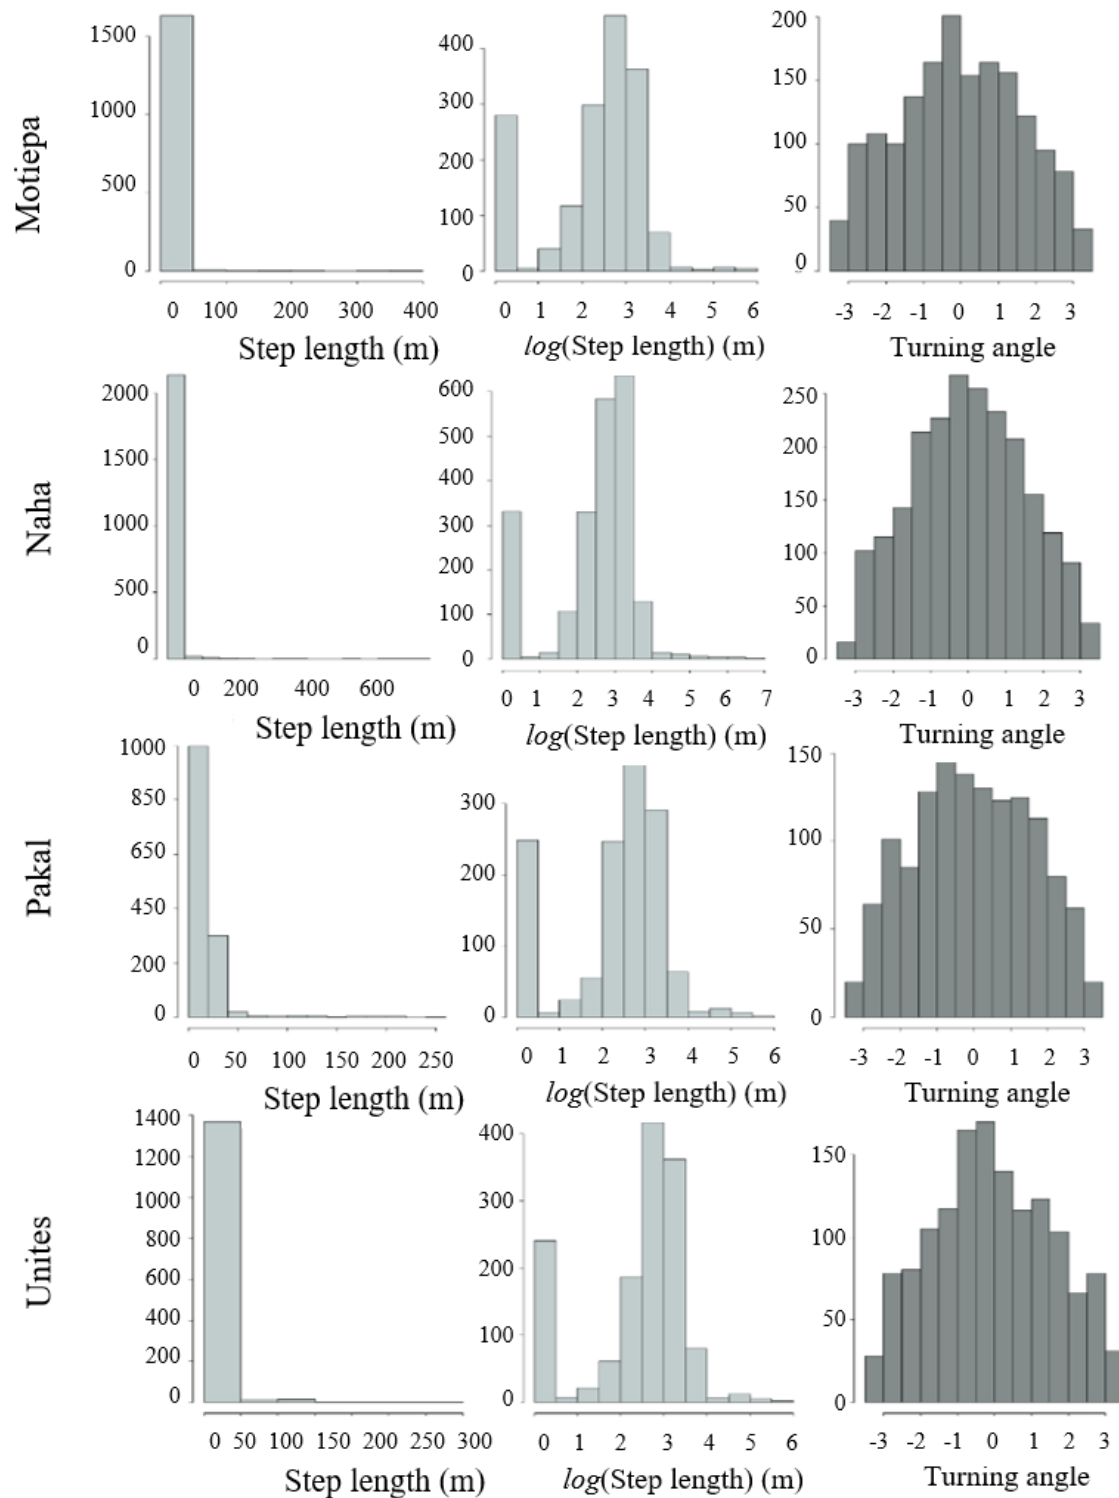 Motiepa
1500
1000
500
0
0 100 200 300 400
Step length (m)
400
300
200
100
0
0 1 2 3 4 5 6
log(Step length) (m)
200
150
100
50
0
-3 -2 -1 0 1 2 3
Turning angle
Naha
2000
1500
1000
500
0
0 200 400 600
Step length (m)
600
500
400
300
200
100
0
0 1 2 3 4 5 6 7
log(Step length) (m)
250
200
150
100
50
0
-3 -2 -1 0 1 2 3
Turning angle
Pakal
1000
850
650
450
200
0
0 50 100 150 200 250
Step length (m)
300
200
100
0
0 1 2 3 4 5 6
log(Step length) (m)
150
100
50
0
-3 -2 -1 0 1 2 3
Turning angle
Unites
1400
1200
1000
800
600
400
200
0
0 50 100 150 200 250 300
Step length (m)
400
300
200
100
0
0 1 2 3 4 5 6
log(Step length) (m)
150
100
50
0
-3 -2 -1 0 1 2 3
Turning angle